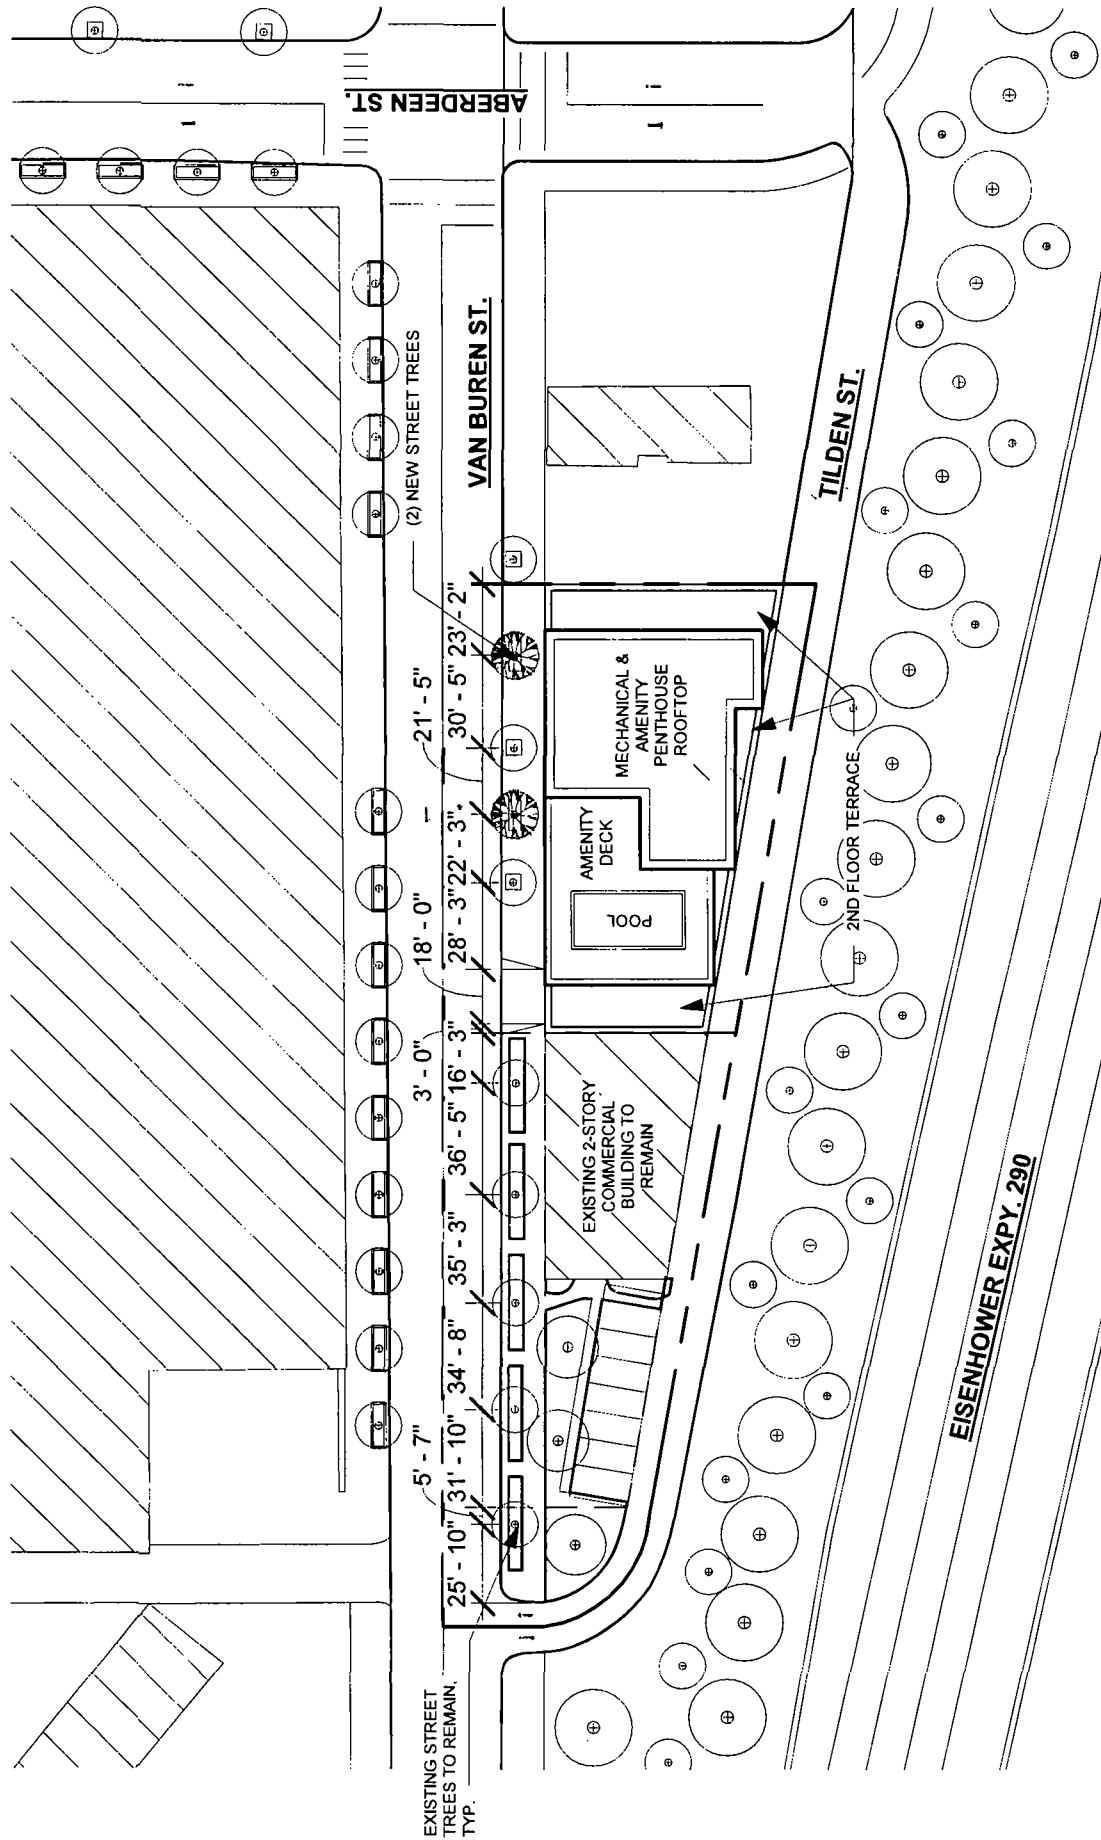 ABERDEEN ST.
(2) NEW STREET TREES
VAN BUREN ST.
TILDEN ST.
23' - 2"
30' - 5"
21' - 5"
22' - 3"
28' - 3"
18' - 0"
3' - 0"
16' - 3"
36' - 5"
35' - 3"
34' - 8"
31' - 10"
5' - 7"
25' - 10"
MECHANICAL &
AMENITY
PENTHOUSE
ROOFTOP
AMENITY
DECK
POOL
2ND FLOOR TERRACE
EXISTING 2-STORY
COMMERCIAL
BUILDING TO
REMAIN
EISENHOWER EXPY. 290
EXISTING STREET
TREES TO REMAIN,
TYP.